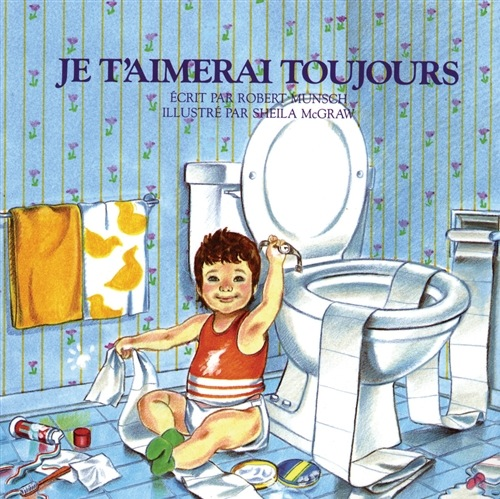 JE T'AIMERAI TOUJOURS
ÉCRIT PAR ROBERT MUNSCH
ILLUSTRÉ PAR SHEILA McGRAW